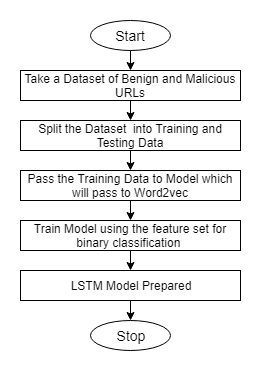 Start
Take a Dataset of Benign and Malicious
URLs
Split the Dataset into Training and
Testing Data
Pass the Training Data to Model which
will pass to Word2vec
Train Model using the feature set for
binary classification
LSTM Model Prepared
Stop